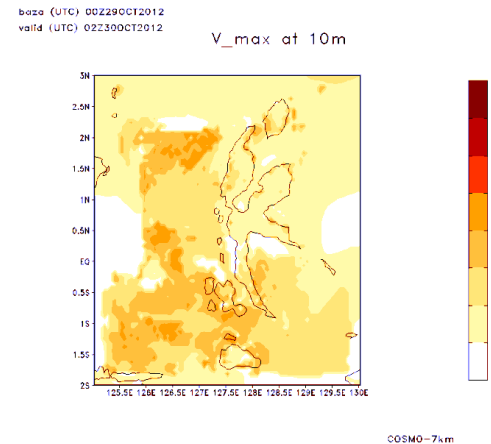 baza (UTC) 00Z29OCT2012
valid (UTC) 02Z30OCT2012
V_max at 10m
3N
2.5N
2N
1.5N
1N
0.5N
EQ
0.5S
1S
1.5S
2S
125.5E 126E 126.5E 127E 127.5E 128E 128.5E 129E 129.5E 130E
COSMO-7km